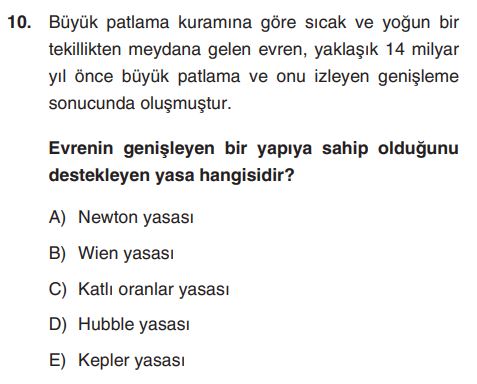 10. Büyük patlama kuramına göre sıcak ve yoğun bir
tekillikten meydana gelen evren, yaklaşık 14 milyar
yıl önce büyük patlama ve onu izleyen genişleme
sonucunda oluşmuştur.
Evrenin genişleyen bir yapıya sahip olduğunu
destekleyen yasa hangisidir?
A) Newton yasası
B) Wien yasası
C) Katlı oranlar yasası
D) Hubble yasası
E) Kepler yasası